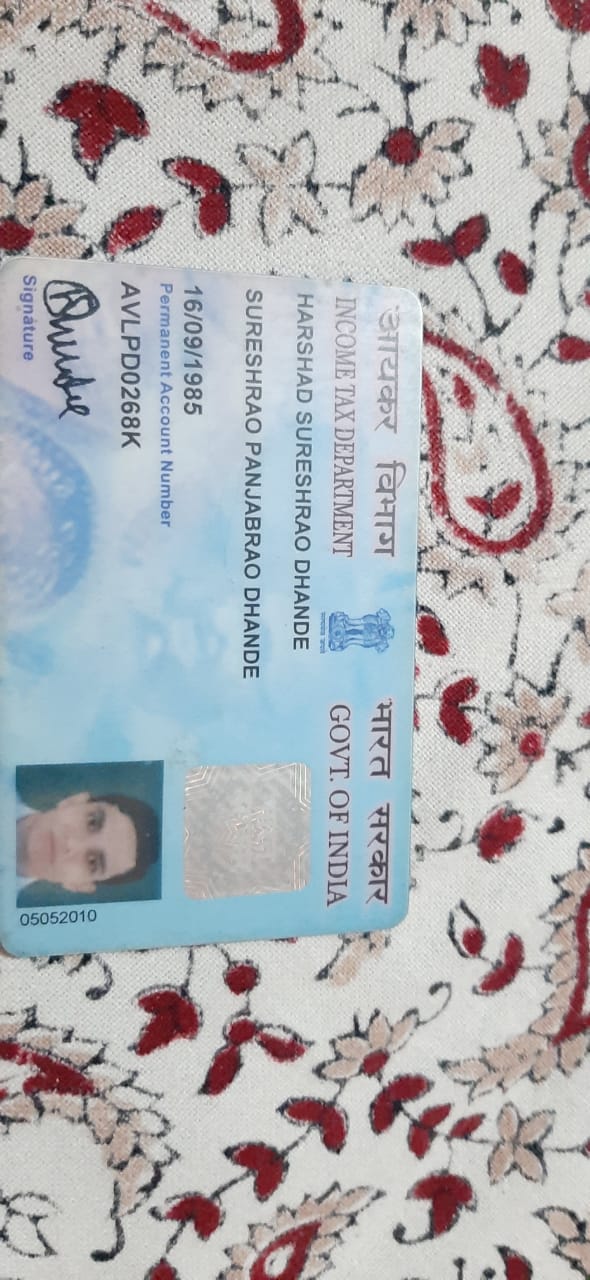 आयकर विभाग
INCOME TAX DEPARTMENT
भारत सरकार
GOVT. OF INDIA
HARSHAD SURESHRAO DHANDE
SURESHRAO PANJABRAO DHANDE
16/09/1985
Permanent Account Number
AVLPD0268K
Signature
05052010